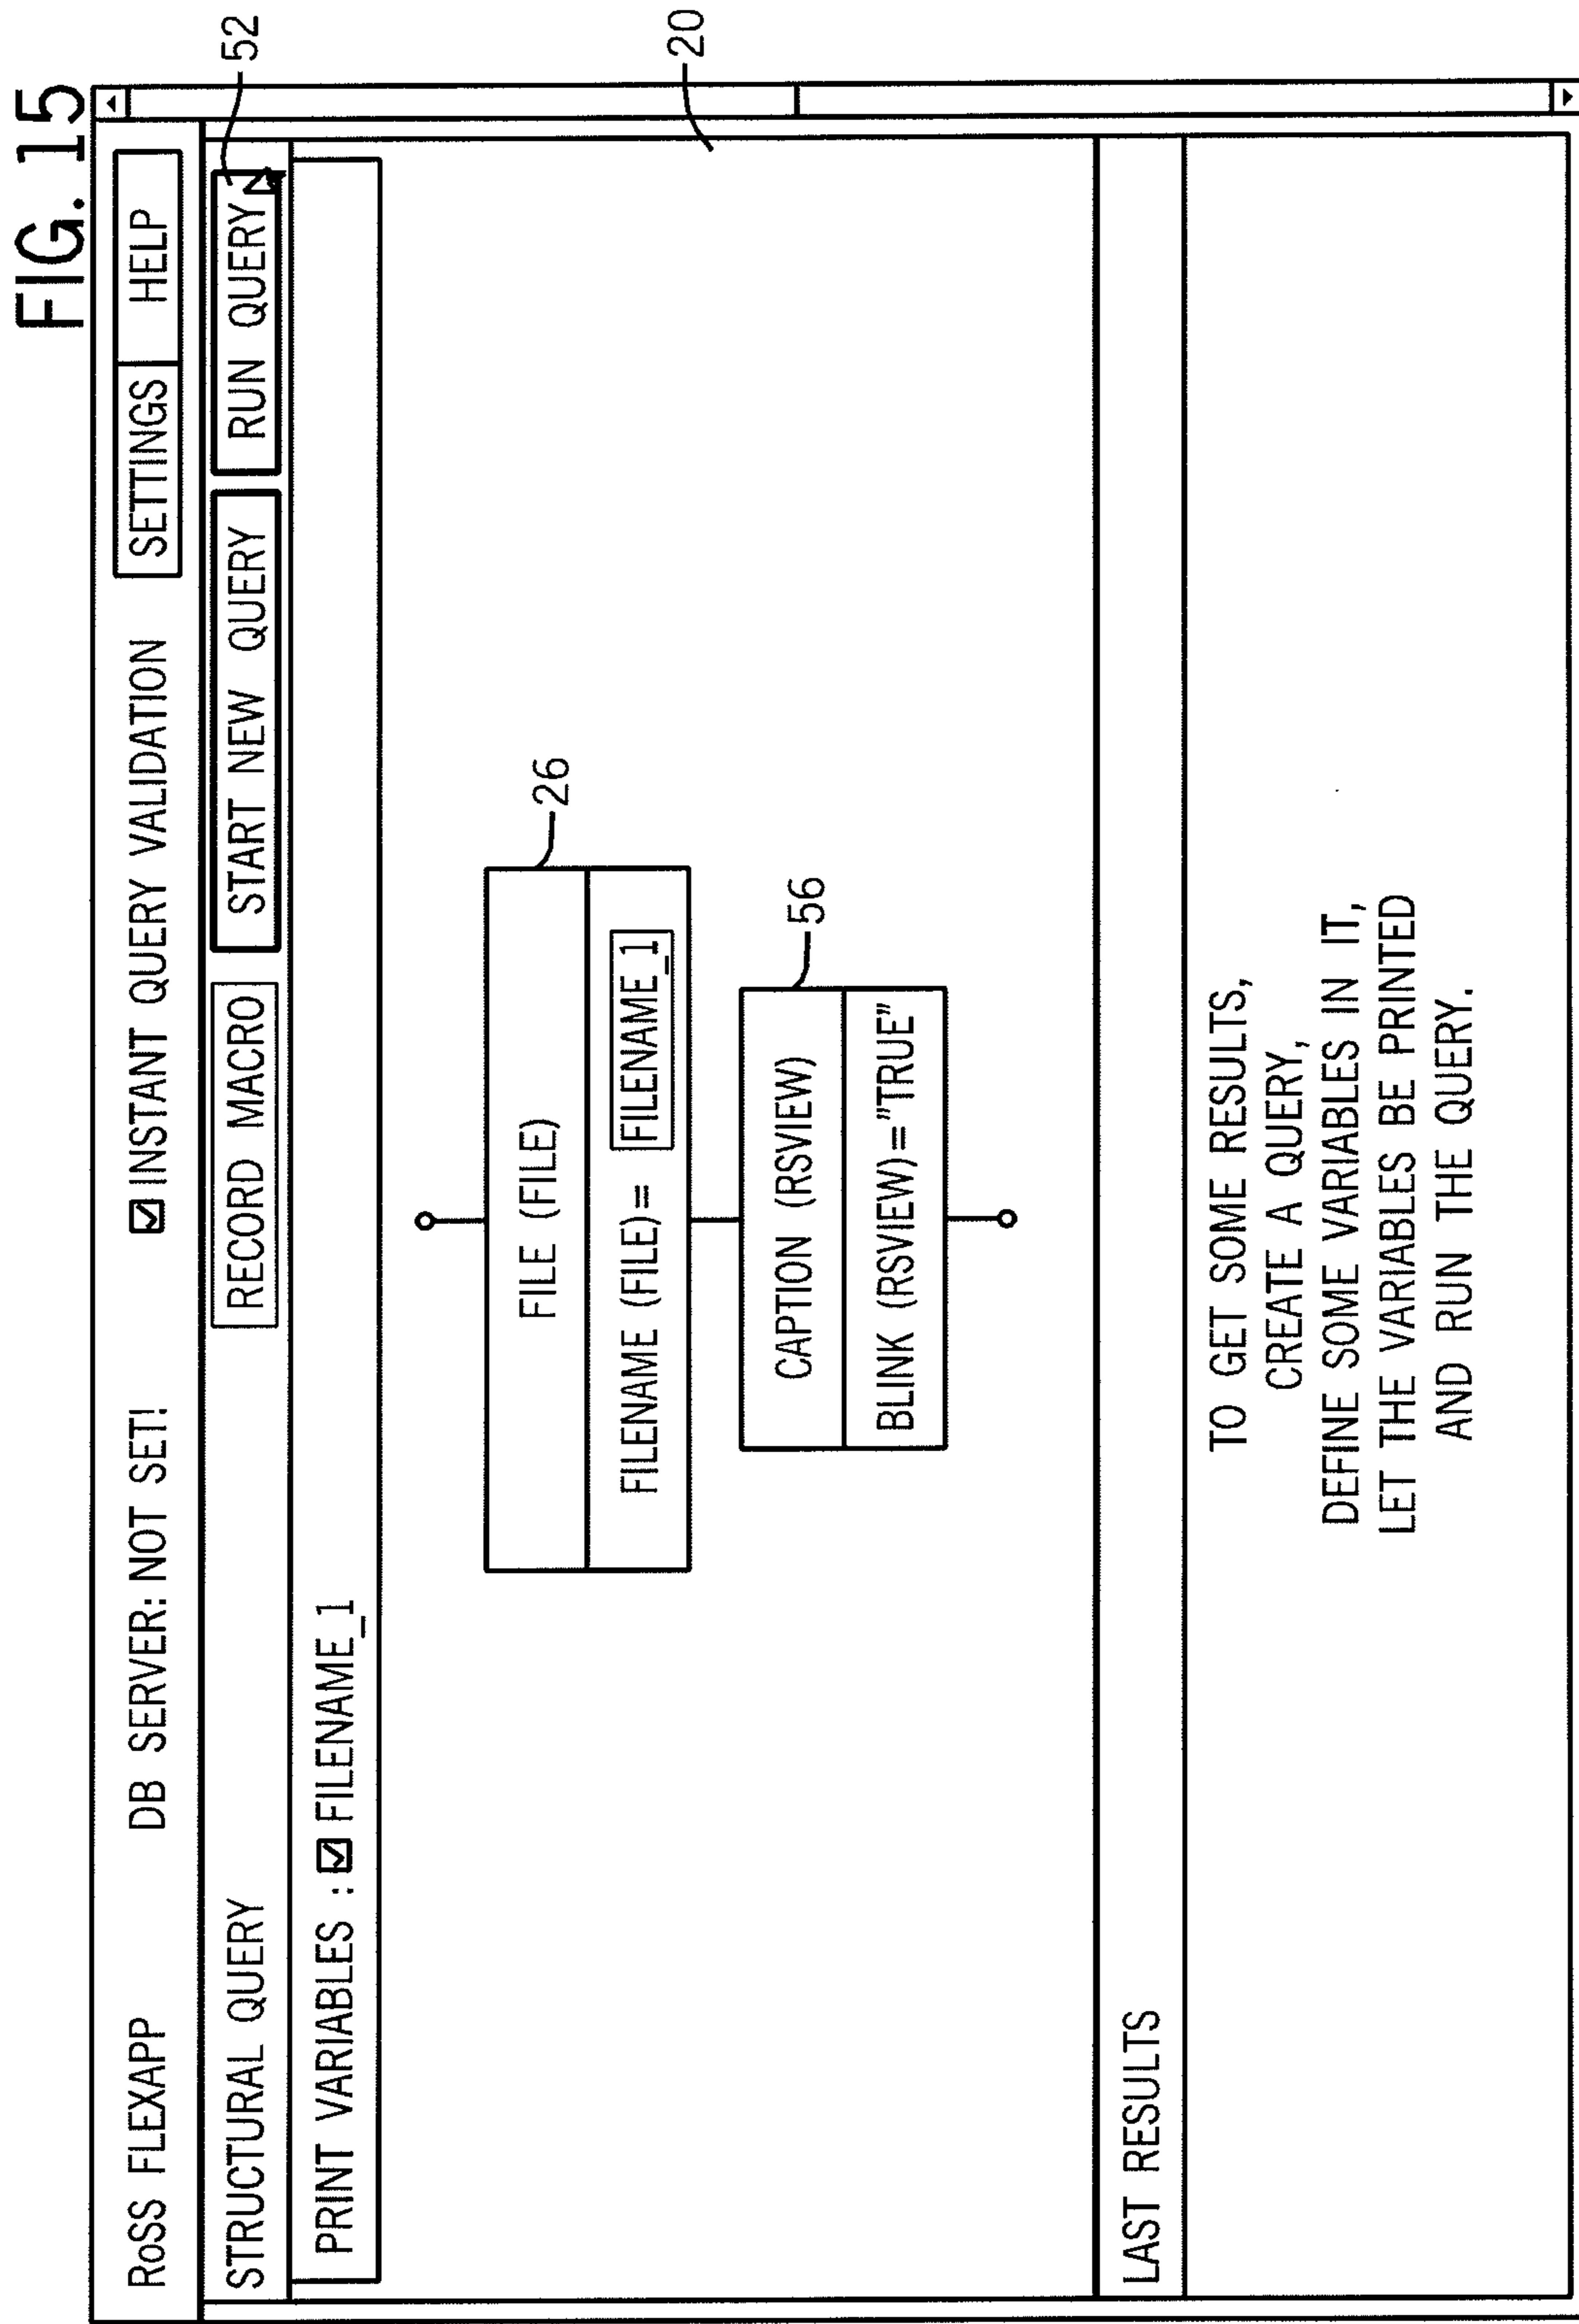 FIG. 15
RoSS FLEXAPP DB SERVER: NOT SET! INSTANT QUERY VALIDATION SETTINGS HELP
STRUCTURAL QUERY RECORD MACRO START NEW QUERY RUN QUERY 52
PRINT VARIABLES : FILENAME_1
20
FILE (FILE) 26
FILENAME (FILE)= FILENAME_1
CAPTION (RSVIEW) 56
BLINK (RSVIEW)="TRUE"
LAST RESULTS
TO GET SOME RESULTS,
CREATE A QUERY,
DEFINE SOME VARIABLES IN IT,
LET THE VARIABLES BE PRINTED
AND RUN THE QUERY.